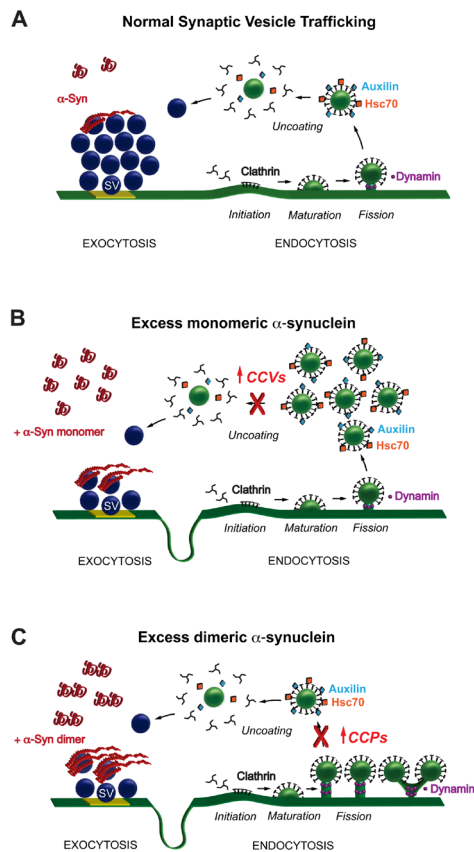 A
Normal Synaptic Vesicle Trafficking
α-Syn
Auxilin
Hsc70
Uncoating
Clathrin
Dynamin
SV
Initiation
Maturation
Fission
EXOCYTOSIS
ENDOCYTOSIS
B
Excess monomeric α-synuclein
CCVs
+ α-Syn monomer
Uncoating
Auxilin
Hsc70
Clathrin
Dynamin
SV
Initiation
Maturation
Fission
EXOCYTOSIS
ENDOCYTOSIS
C
Excess dimeric α-synuclein
Auxilin
Hsc70
Uncoating
+ α-Syn dimer
CCPs
Clathrin
Dynamin
SV
Initiation
Maturation
Fission
EXOCYTOSIS
ENDOCYTOSIS